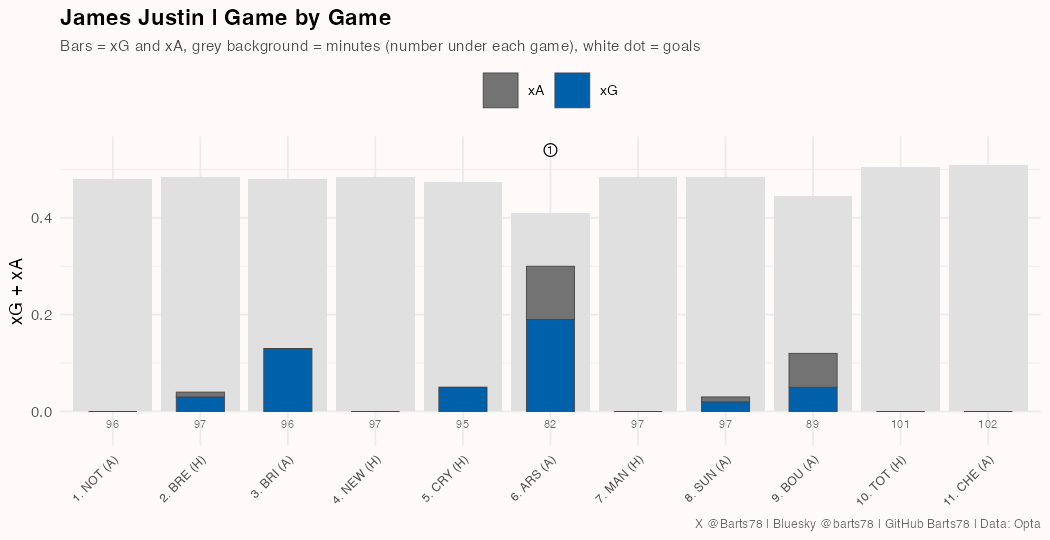 James Justin | Game by Game
Bars = xG and xA, grey background = minutes (number under each game), white dot = goals
xA xG
1
xG + xA
0.4
0.2
0.0
96 97 96 97 95 82 97 97 89 101 102
1. NOT (A) 2. BRE (H) 3. BRI (A) 4. NEW (H) 5. CRY (H) 6. ARS (A) 7. MAN (H) 8. SUN (A) 9. BOU (A) 10. TOT (H) 11. CHE (A)
X @Barts78 | Bluesky @barts78 | GitHub Barts78 | Data: Opta